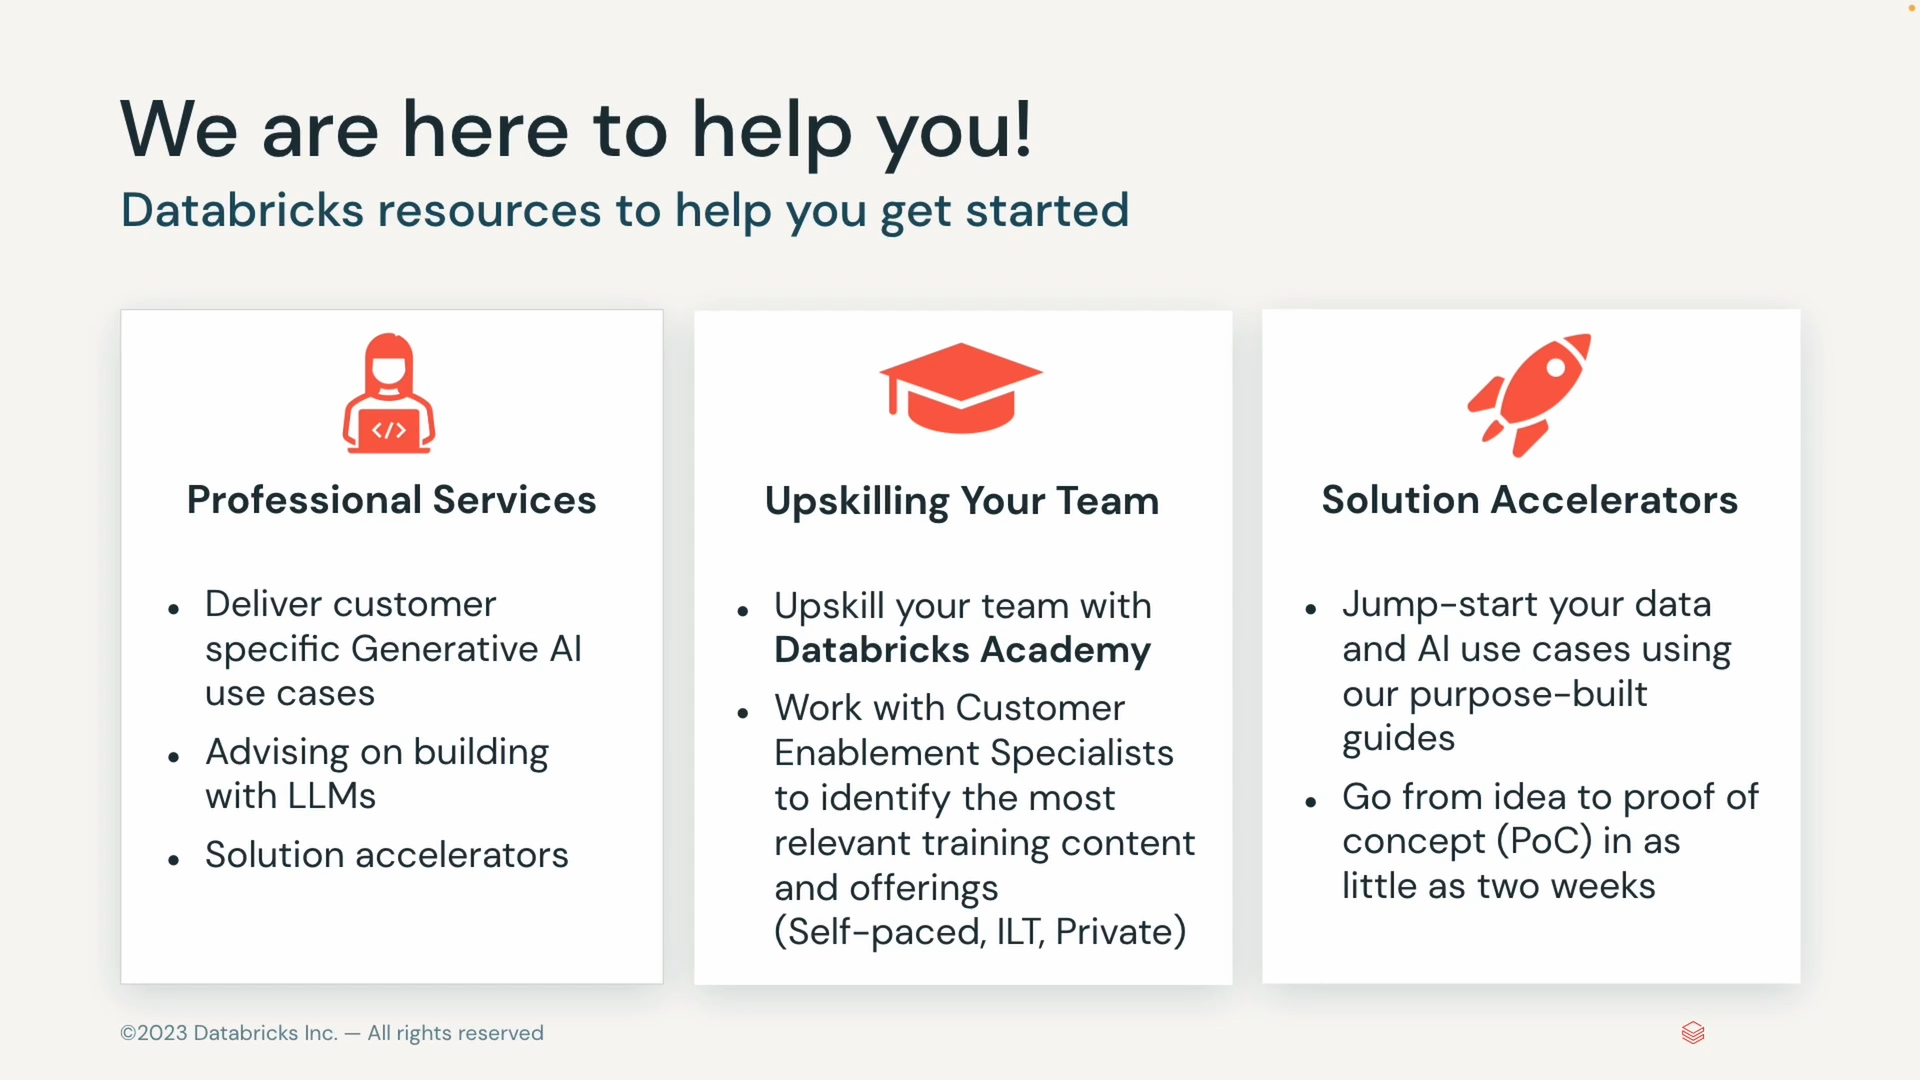 We are here to help you!
Databricks resources to help you get started
</>
Professional Services
• Deliver customer
specific Generative AI
use cases
• Advising on building
with LLMs
• Solution accelerators
Upskilling Your Team
• Upskill your team with
Databricks Academy
• Work with Customer
Enablement Specialists
to identify the most
relevant training content
and offerings
(Self-paced, ILT, Private)
Solution Accelerators
• Jump-start your data
and AI use cases using
our purpose-built
guides
• Go from idea to proof of
concept (PoC) in as
little as two weeks
©2023 Databricks Inc. — All rights reserved